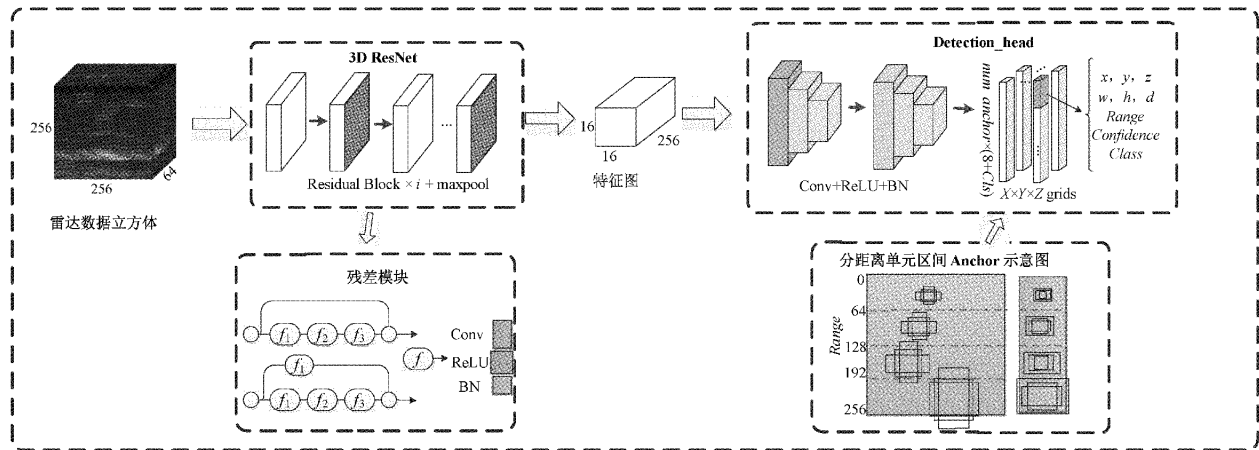 3D ResNet
Residual Block × i + maxpool
256
256
64
雷达数据立方体
16
16
256
特征图
Detection_head
Conv+ReLU+BN
num_anchor×(8+Cls)
X×Y×Z grids
x, y, z
w, h, d
Range
Confidence
Class
残差模块
f1
f2
f3
f1
f1
f2
f3
f
Conv
ReLU
BN
分距离单元区间 Anchor 示意图
Range
0
64
128
192
256